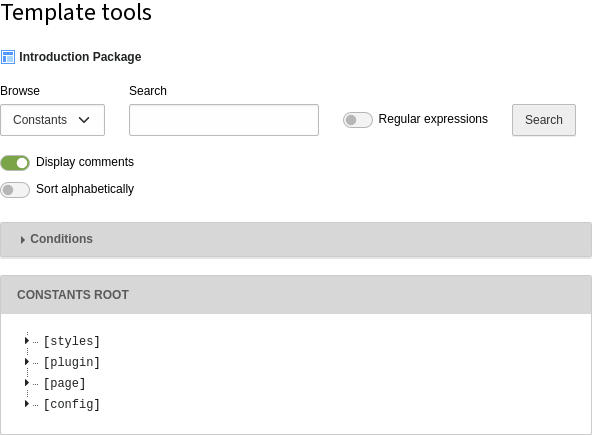 Template tools
Introduction Package
Browse
Search
Constants
Regular expressions
Search
Display comments
Sort alphabetically
Conditions
CONSTANTS ROOT
[styles]
[plugin]
[page]
[config]